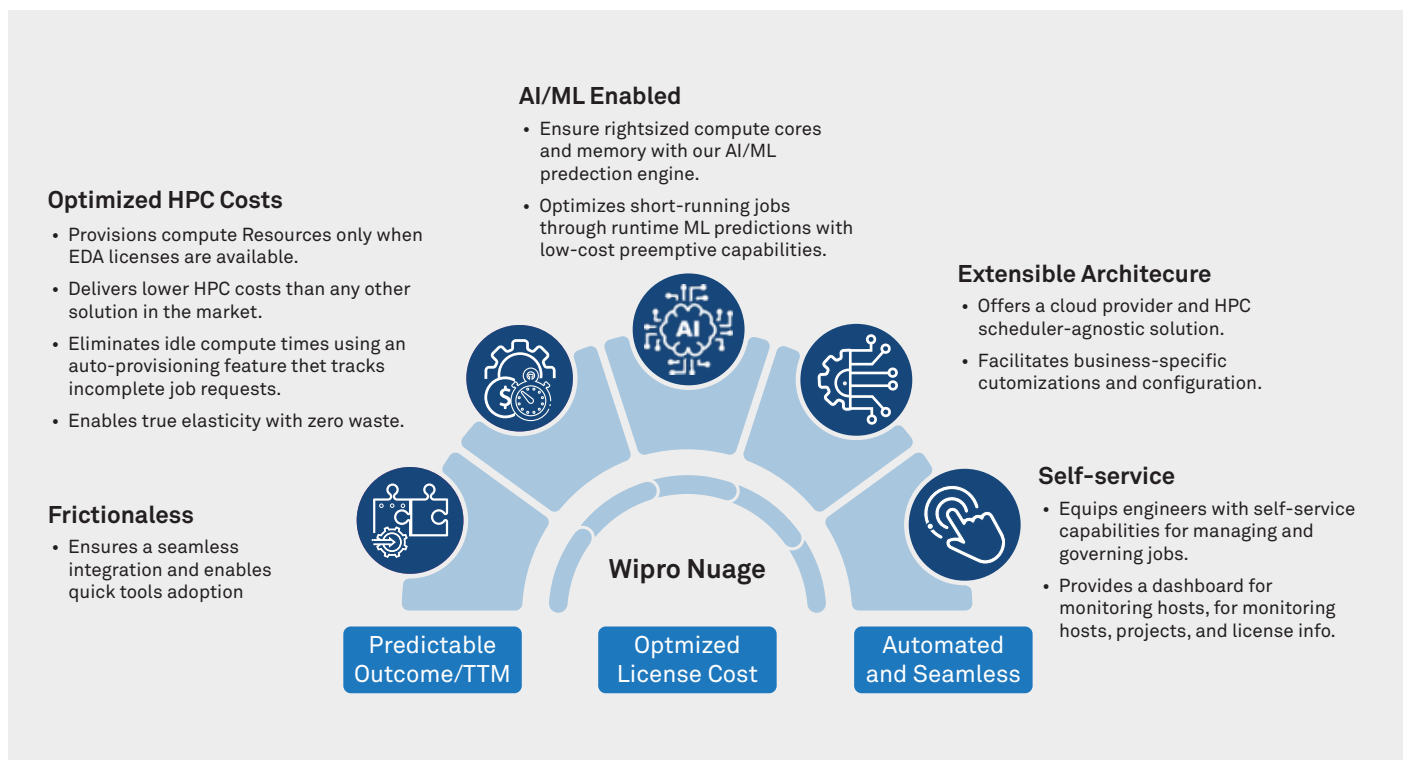 AI/ML Enabled
• Ensure rightsized compute cores
and memory with our AI/ML
predection engine.
• Optimizes short-running jobs
through runtime ML predictions with
low-cost preemptive capabilities.
Optimized HPC Costs
• Provisions compute Resources only when
EDA licenses are available.
• Delivers lower HPC costs than any other
solution in the market.
• Eliminates idle compute times using an
auto-provisioning feature thet tracks
incomplete job requests.
• Enables true elasticity with zero waste.
Extensible Architecure
• Offers a cloud provider and HPC
scheduler-agnostic solution.
• Facilitates business-specific
cutomizations and configuration.
AI
$
Frictionaless
• Ensures a seamless
integration and enables
quick tools adoption
Self-service
• Equips engineers with self-service
capabilities for managing and
governing jobs.
• Provides a dashboard for
monitoring hosts, for monitoring
hosts, projects, and license info.
Wipro Nuage
Predictable
Outcome/TTM
Optmized
License Cost
Automated
and Seamless